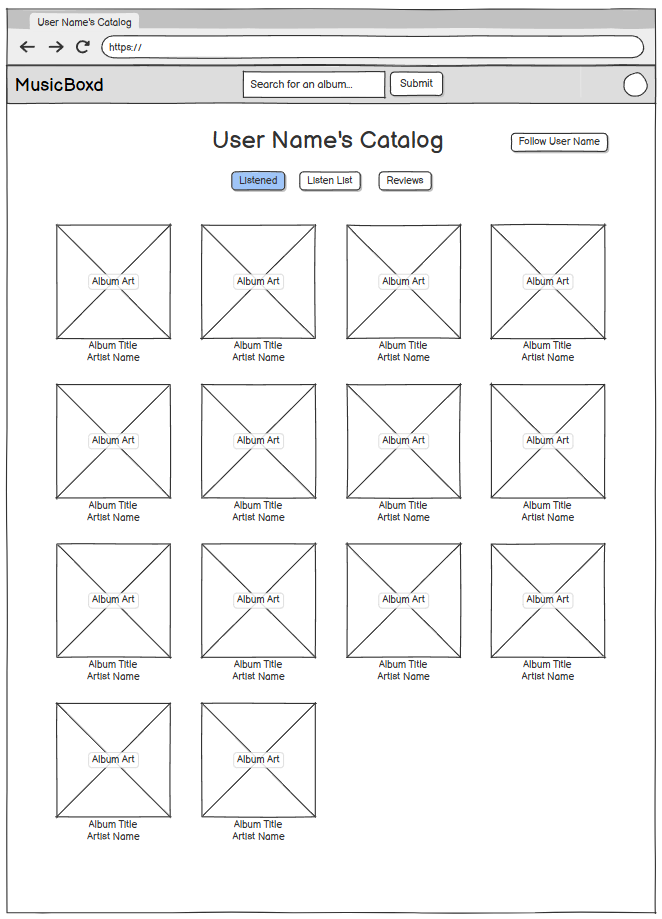 User Name's Catalog
https://
MusicBoxd
Search for an album...
Submit
User Name's Catalog
Follow User Name
Listened
Listen List
Reviews
Album Art
Album Art
Album Art
Album Art
Album Title
Album Title
Album Title
Album Title
Artist Name
Artist Name
Artist Name
Artist Name
Album Art
Album Art
Album Art
Album Art
Album Title
Album Title
Album Title
Album Title
Artist Name
Artist Name
Artist Name
Artist Name
Album Art
Album Art
Album Art
Album Art
Album Title
Album Title
Album Title
Album Title
Artist Name
Artist Name
Artist Name
Artist Name
Album Art
Album Art
Album Title
Album Title
Artist Name
Artist Name